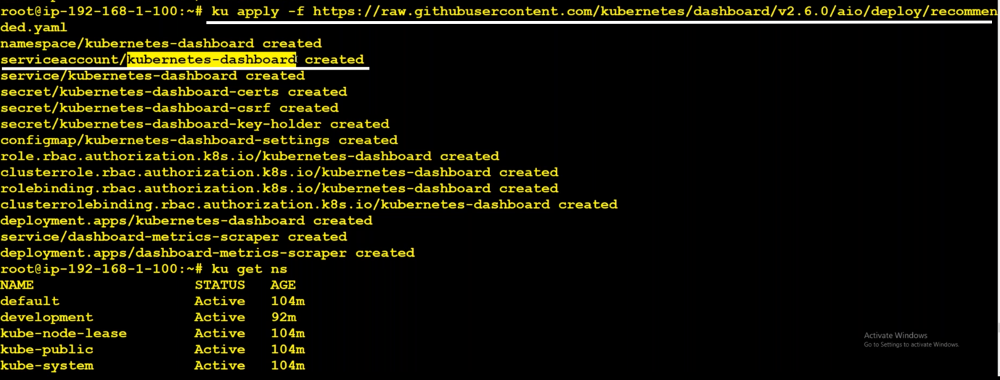 root@ip-192-168-1-100:~# ku apply -f https://raw.githubusercontent.com/kubernetes/dashboard/v2.6.0/aio/deploy/recommen
ded.yaml
namespace/kubernetes-dashboard created
serviceaccount/kubernetes-dashboard created
service/kubernetes-dashboard created
secret/kubernetes-dashboard-certs created
secret/kubernetes-dashboard-csrf created
secret/kubernetes-dashboard-key-holder created
configmap/kubernetes-dashboard-settings created
role.rbac.authorization.k8s.io/kubernetes-dashboard created
clusterrole.rbac.authorization.k8s.io/kubernetes-dashboard created
rolebinding.rbac.authorization.k8s.io/kubernetes-dashboard created
clusterrolebinding.rbac.authorization.k8s.io/kubernetes-dashboard created
deployment.apps/kubernetes-dashboard created
service/dashboard-metrics-scraper created
deployment.apps/dashboard-metrics-scraper created
root@ip-192-168-1-100:~# ku get ns
NAME STATUS AGE
default Active 104m
development Active 92m
kube-node-lease Active 104m
kube-public Active 104m
kube-system Active 104m
Activate Windows
Go to Settings to activate Windows.